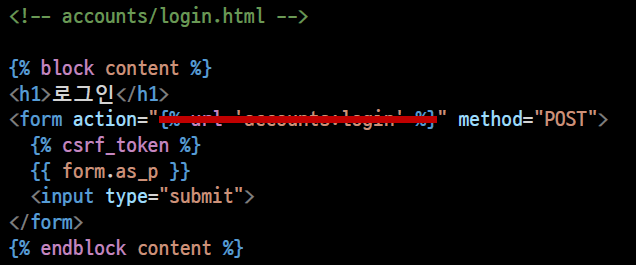 <!-- accounts/login.html -->
{% block content %}
<h1>로그인</h1>
<form action="{% url 'accounts:login' %}" method="POST">
{% csrf_token %}
{{ form.as_p }}
<input type="submit">
</form>
{% endblock content %}